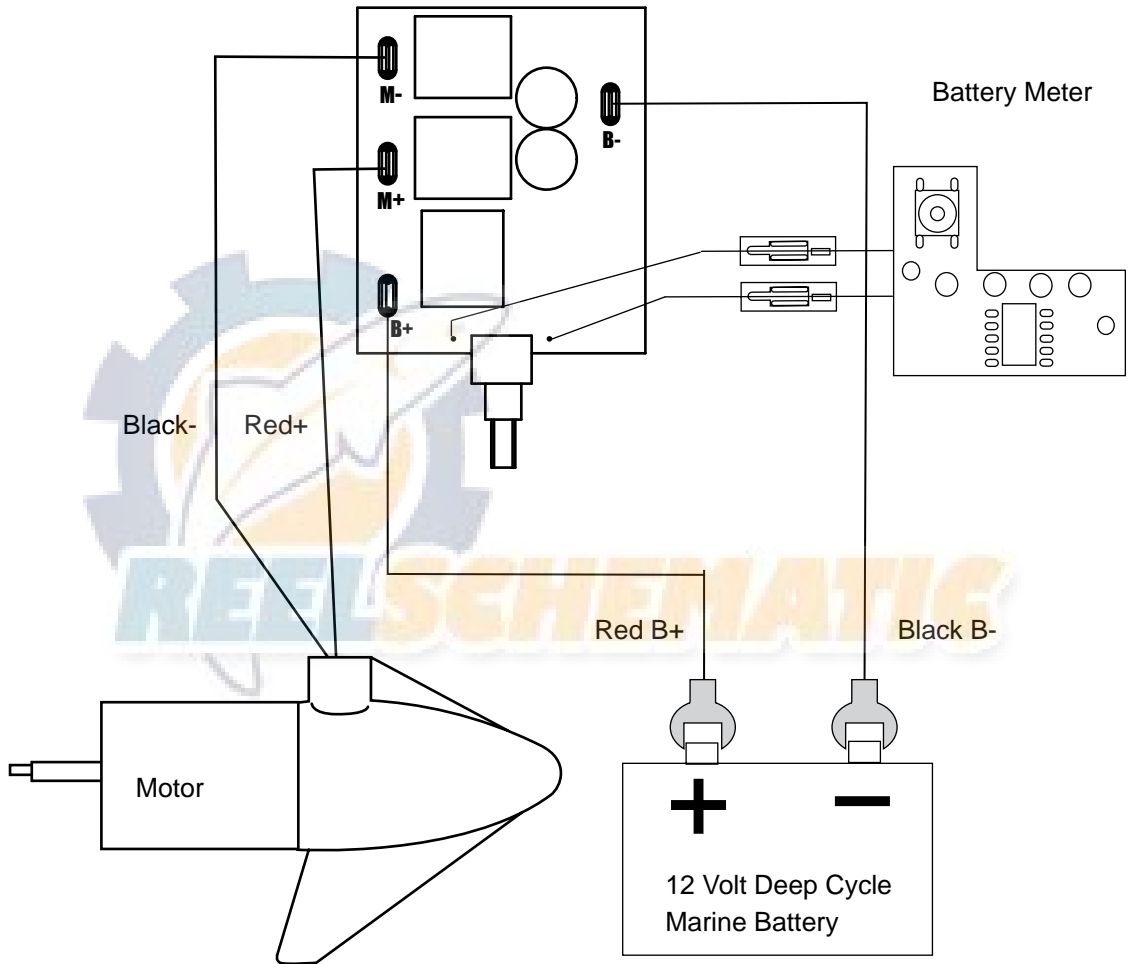 M-
B-
Battery Meter
M+
B+
Black-
Red+
REELSCHEMATIC
Red B+
Black B-
Motor
12 Volt Deep Cycle
Marine Battery